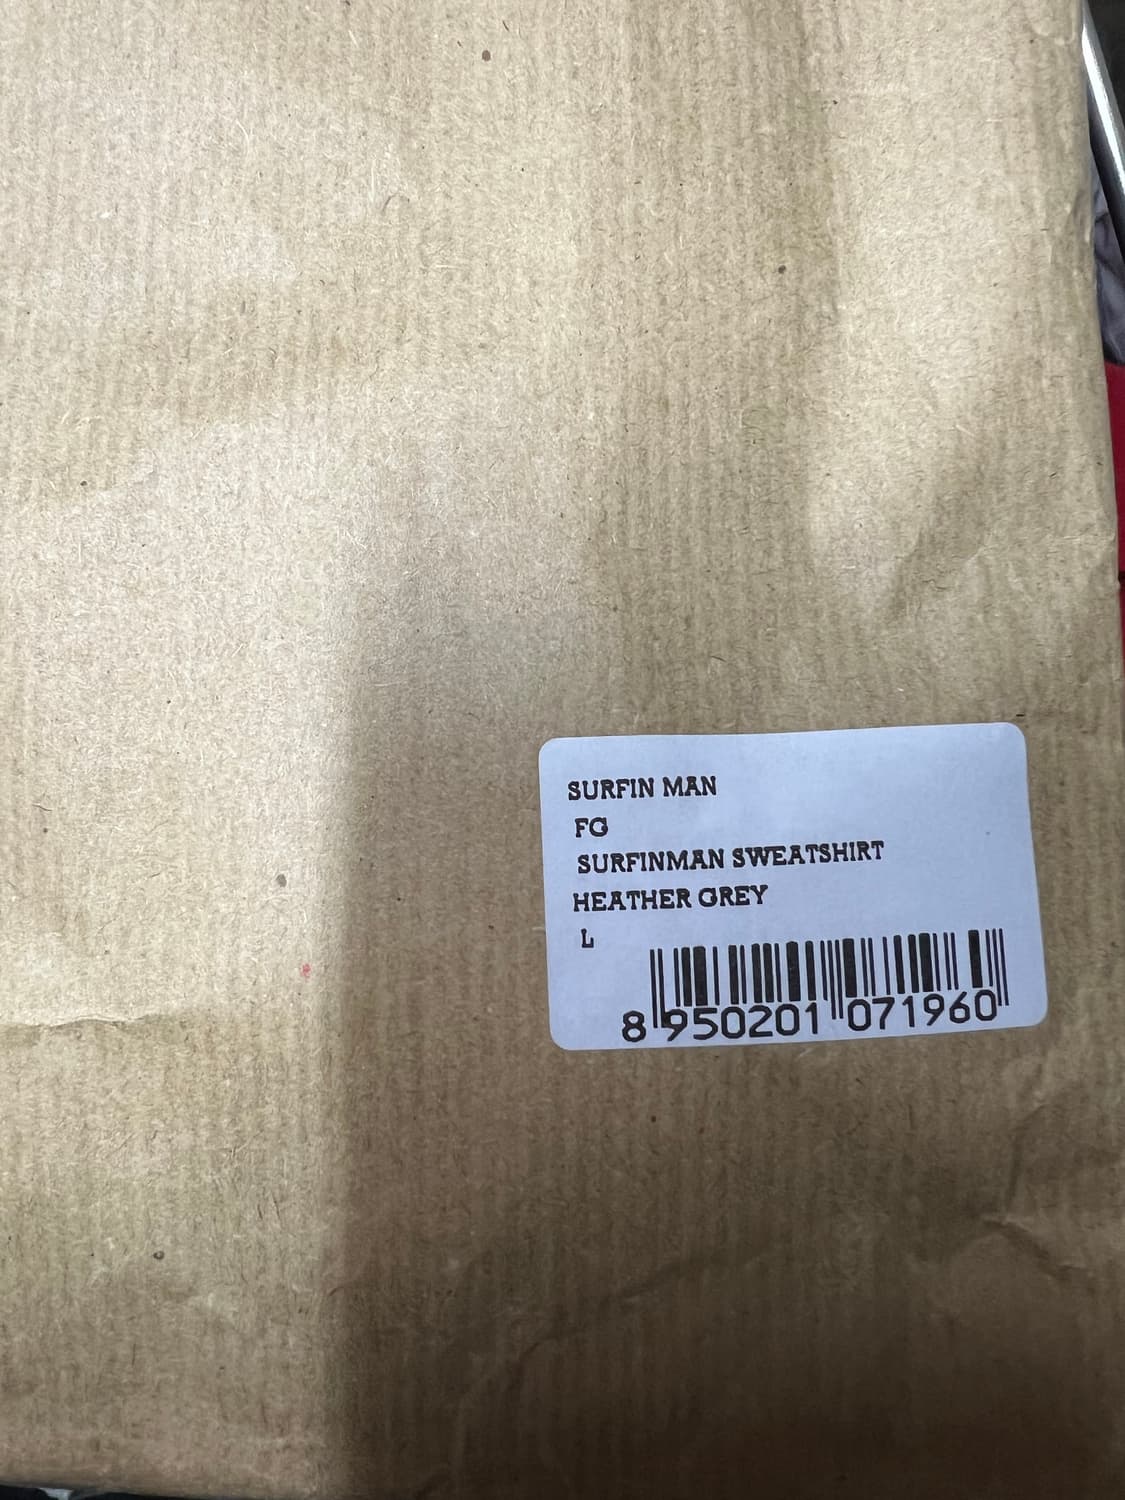 SURFIN MAN
FG
SURFINMAN SWEATSHIRT
HEATHER GREY
L
8 950201 071960